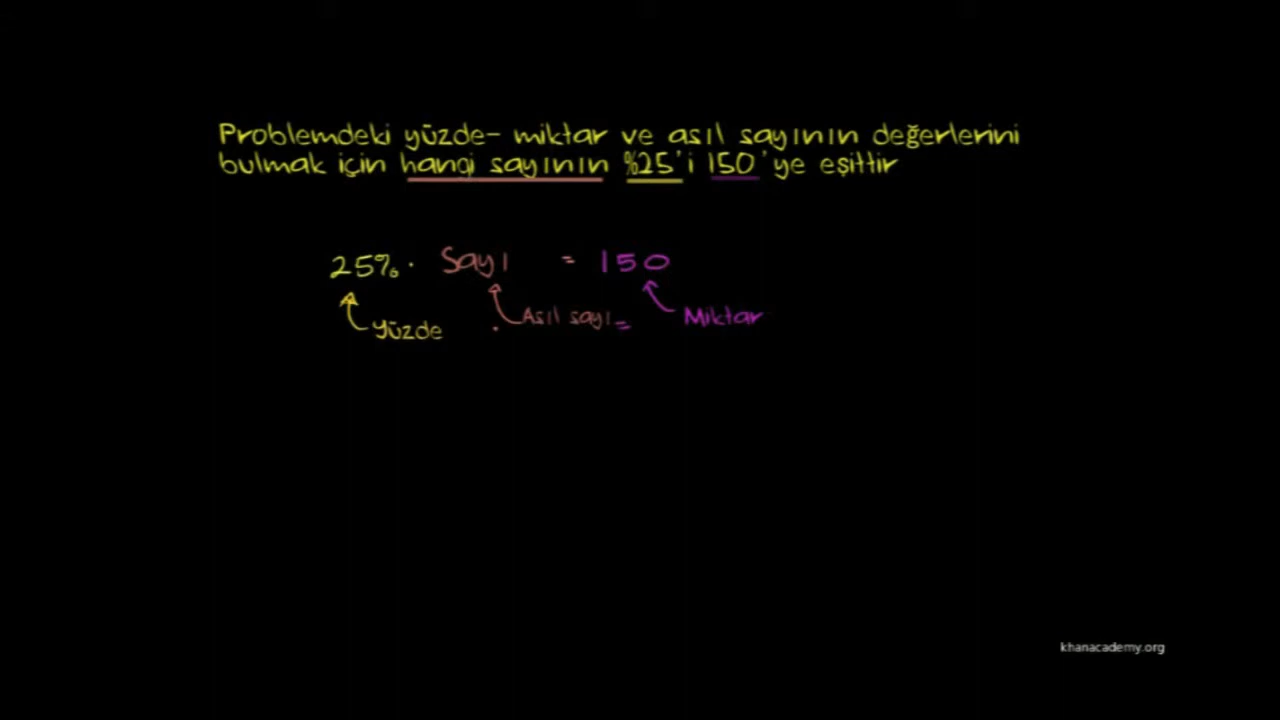 Problemdeki yüzde- miktar ve asıl sayının değerlerini
bulmak için hangi sayının %25'i 150'ye eşittir
25% · Sayı = 150
Yüzde · Asıl sayı = Miktar
khanacademy.org